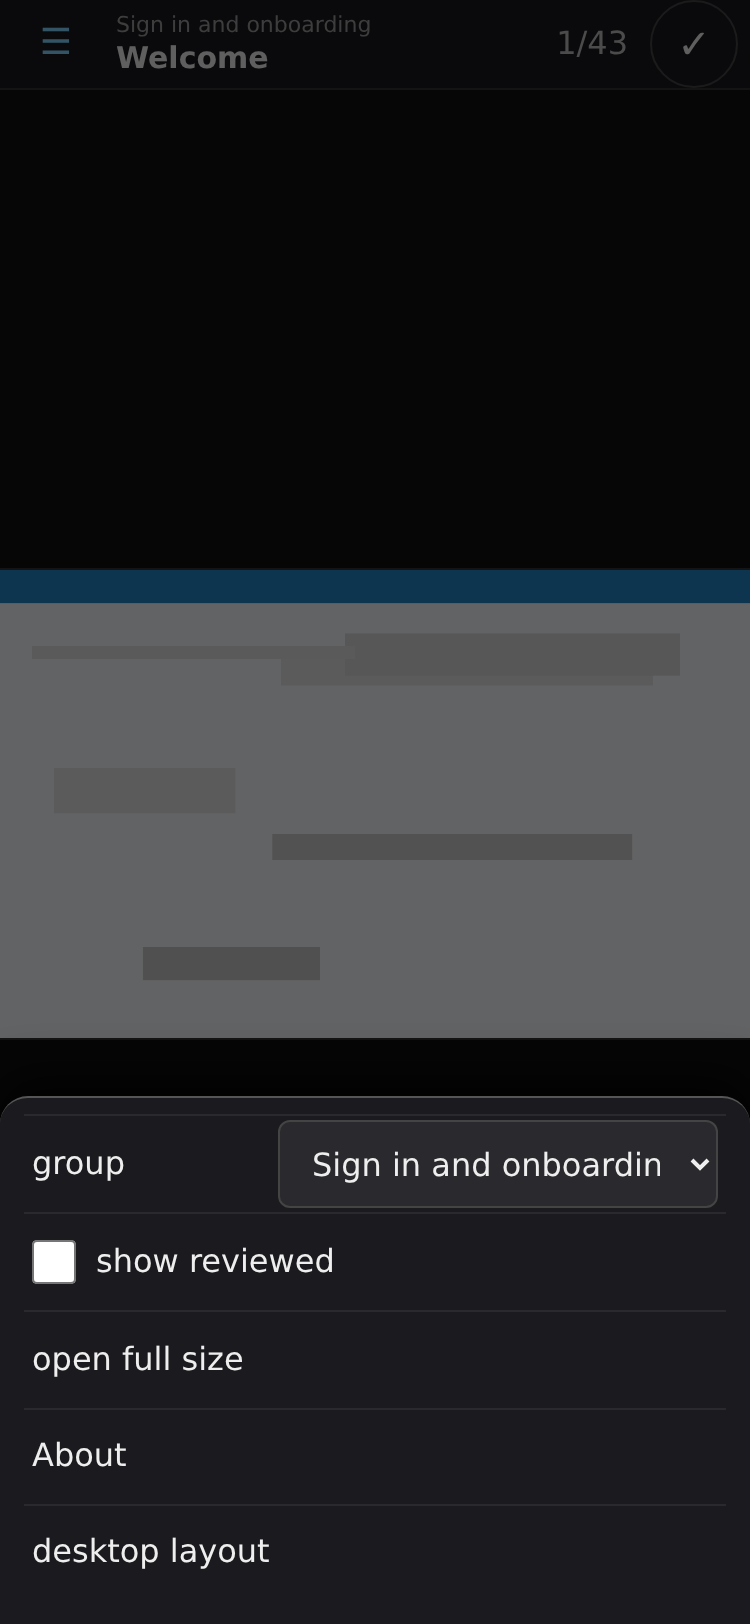 Sign in and onboarding
Welcome
1/43
✓
group
Sign in and onboardin
show reviewed
open full size
About
desktop layout